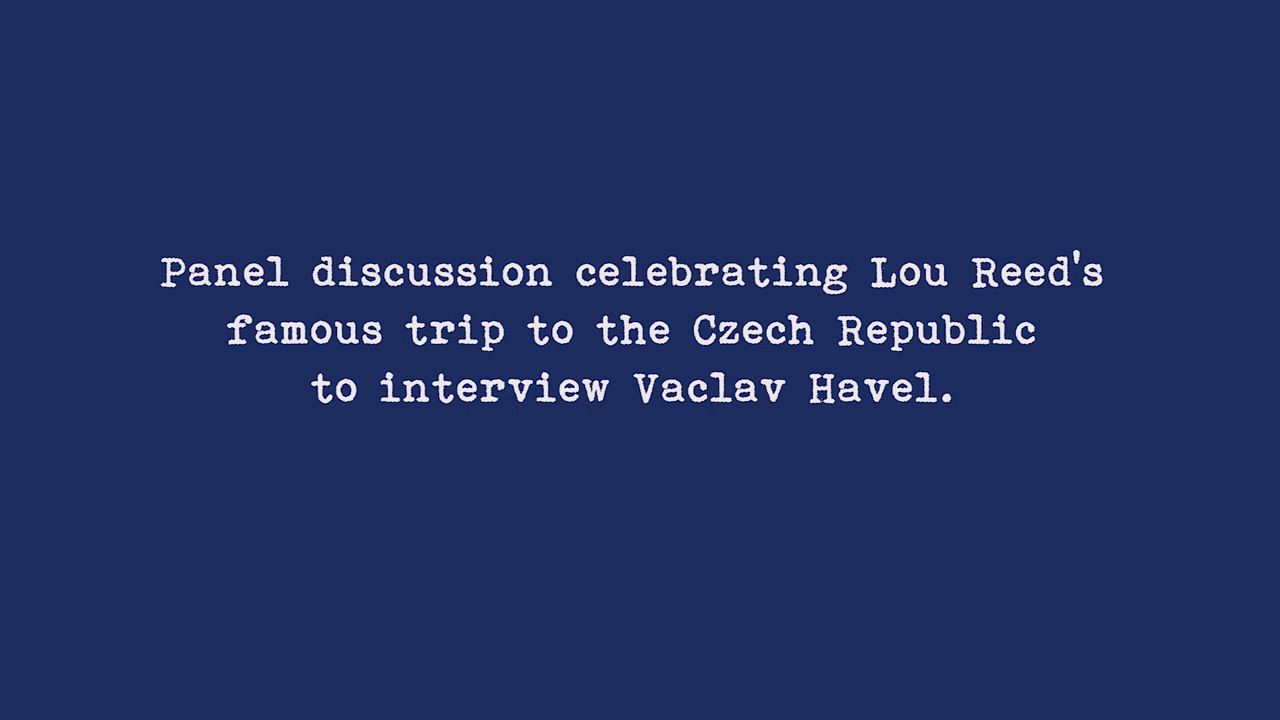 Panel discussion celebrating Lou Reed's
famous trip to the Czech Republic
to interview Vaclav Havel.